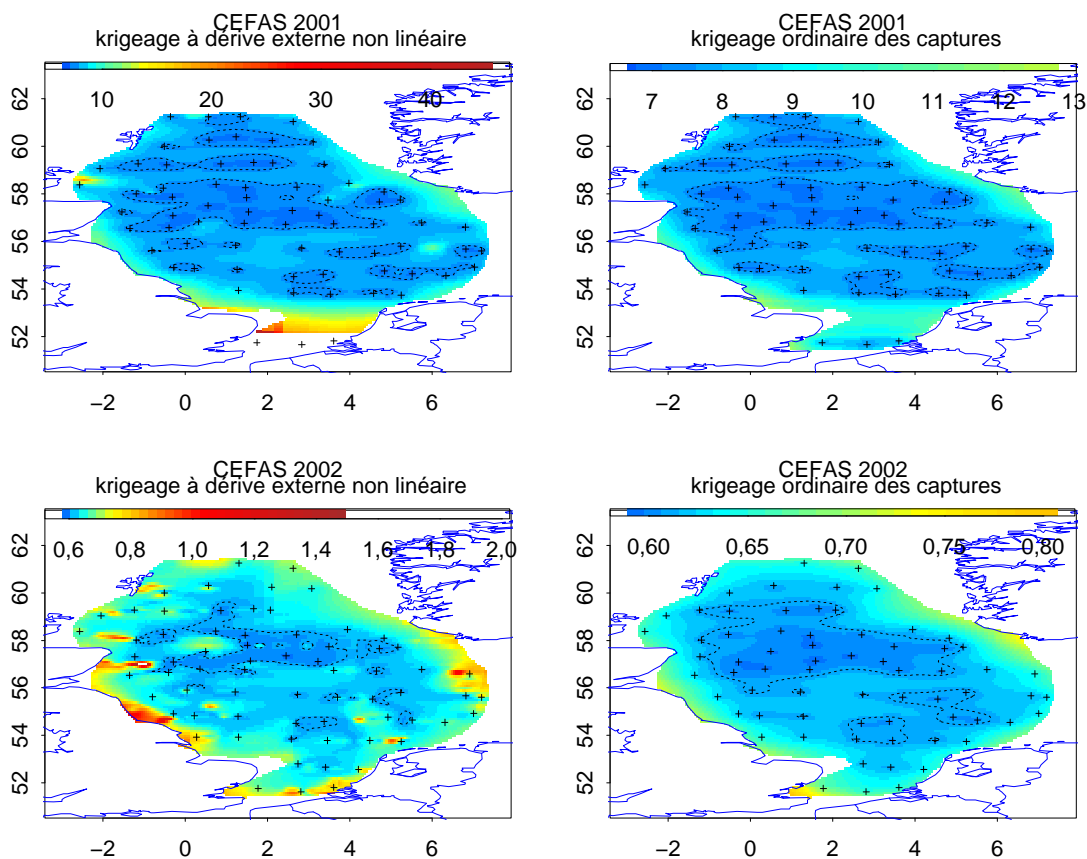 CEFAS 2001
krigeage à dérive externe non linéaire
10 20 30 40
62
60
58
56
54
52
−2 0 2 4 6
CEFAS 2001
krigeage ordinaire des captures
7 8 9 10 11 12 13
62
60
58
56
54
52
−2 0 2 4 6
CEFAS 2002
krigeage à dérive externe non linéaire
0,6 0,8 1,0 1,2 1,4 1,6 1,8 2,0
62
60
58
56
54
52
−2 0 2 4 6
CEFAS 2002
krigeage ordinaire des captures
0,60 0,65 0,70 0,75 0,80
62
60
58
56
54
52
−2 0 2 4 6